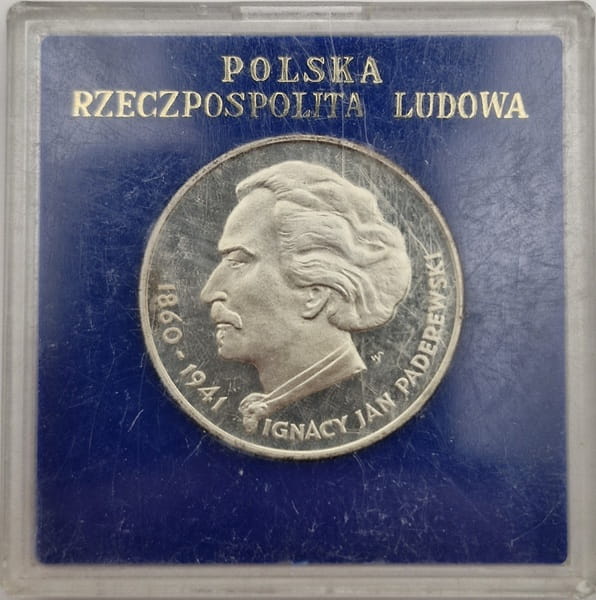 POLSKA
RZECZPOSPOLITA LUDOWA
1860-1941
IGNACY JAN PADEREWSKI